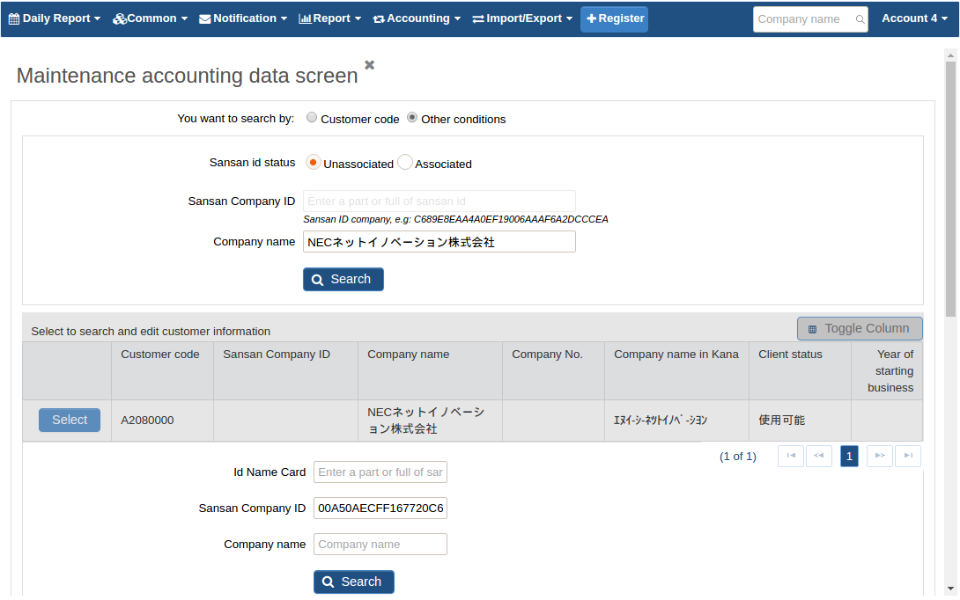 Daily Report Common Notification Report Accounting Import/Export Register Company name Account 4
Maintenance accounting data screen
You want to search by: Customer code Other conditions
Sansan id status Unassociated Associated
Sansan Company ID Enter a part or full of sansan id
Sansan ID company, e.g: C689E8EAA4A0EF19006AAAF6A2DCCCEA
Company name NECネットイノベーション株式会社
Search
Select to search and edit customer information Toggle Column
Customer code Sansan Company ID Company name Company No. Company name in Kana Client status Year of
starting
business
Select A2080000 NECネットイノベーシ
ョン株式会社 ｴﾇｲ-ｼ-ﾈｯﾄｲﾉﾍﾞ-ｼﾖﾝ 使用可能
(1 of 1) 1
Id Name Card Enter a part or full of sar
Sansan Company ID 00A50AECFF167720C6
Company name Company name
Search